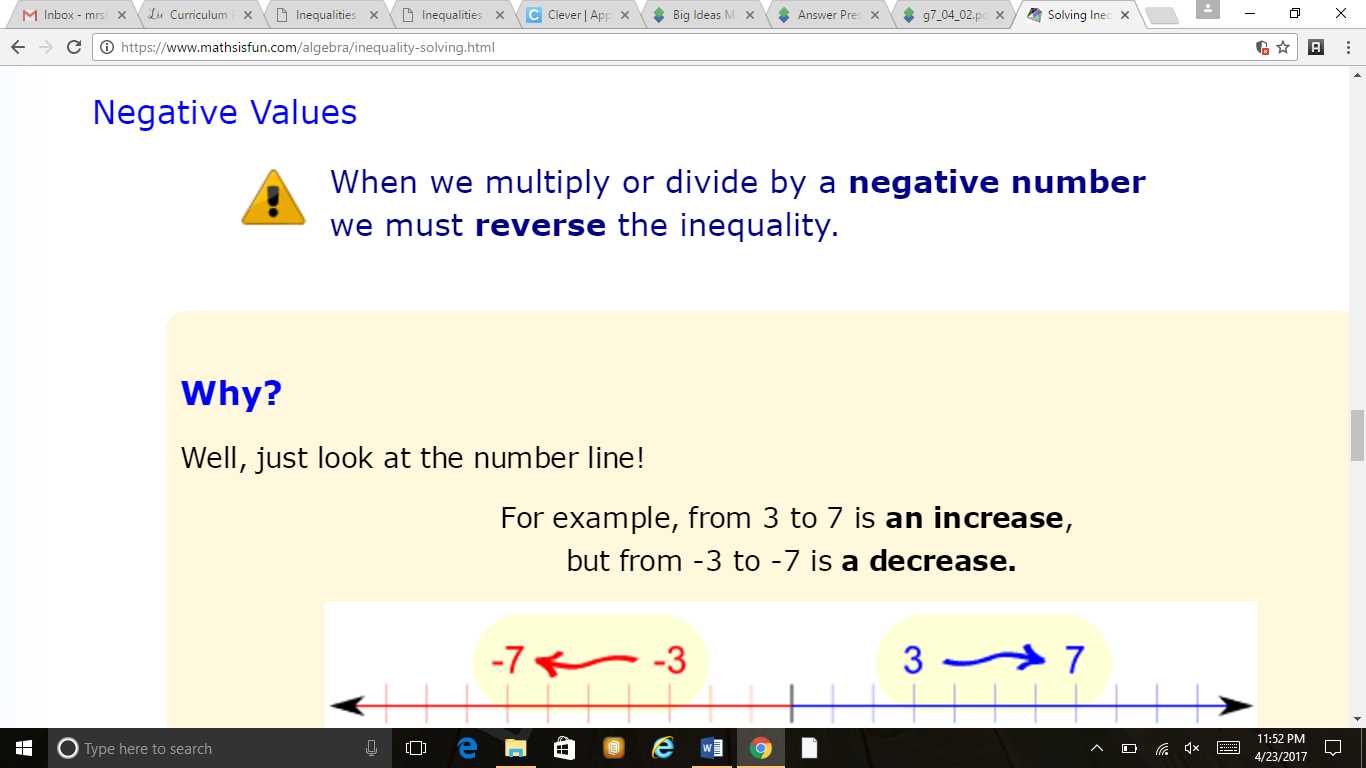 Inbox - mrsr
Liv Curriculum F
Inequalities
Inequalities
C Clever | App
Big Ideas M
Answer Pres
g7_04_02.pd
Solving Ineq
https://www.mathsisfun.com/algebra/inequality-solving.html
Negative Values
When we multiply or divide by a negative number
we must reverse the inequality.
Why?
Well, just look at the number line!
For example, from 3 to 7 is an increase,
but from -3 to -7 is a decrease.
-7 -3 3 7
Type here to search
11:52 PM
4/23/2017